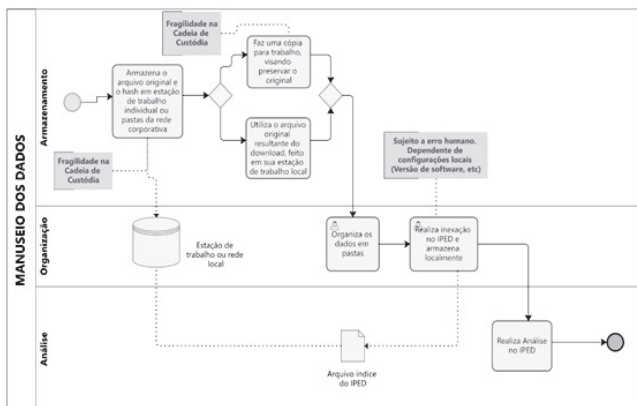 MANUSEIO DOS DADOS
Armazenamento
Fragilidade na
Cadeia de
Custódia
Faz uma cópia para
trabalho,
visando
preservar o
original
Armazena o
arquivo original e
o hash em estação
de trabalho
individual ou
pastas da rede
corporativa
Utiliza o arquivo
original
resultante do
download, feito
em sua estação
de trabalho local
Fragilidade na
Cadeia de
Custódia
Sujeito a erro humano.
Dependente de
configurações locais
(Versão de software, etc)
Organização
Estação de
trabalho ou rede
local
Organiza os
dados em
pastas
Realiza inexação
no IPED e
armazena
localmente
Análise
Arquivo índice
do IPED
Realiza Análise
no IPED